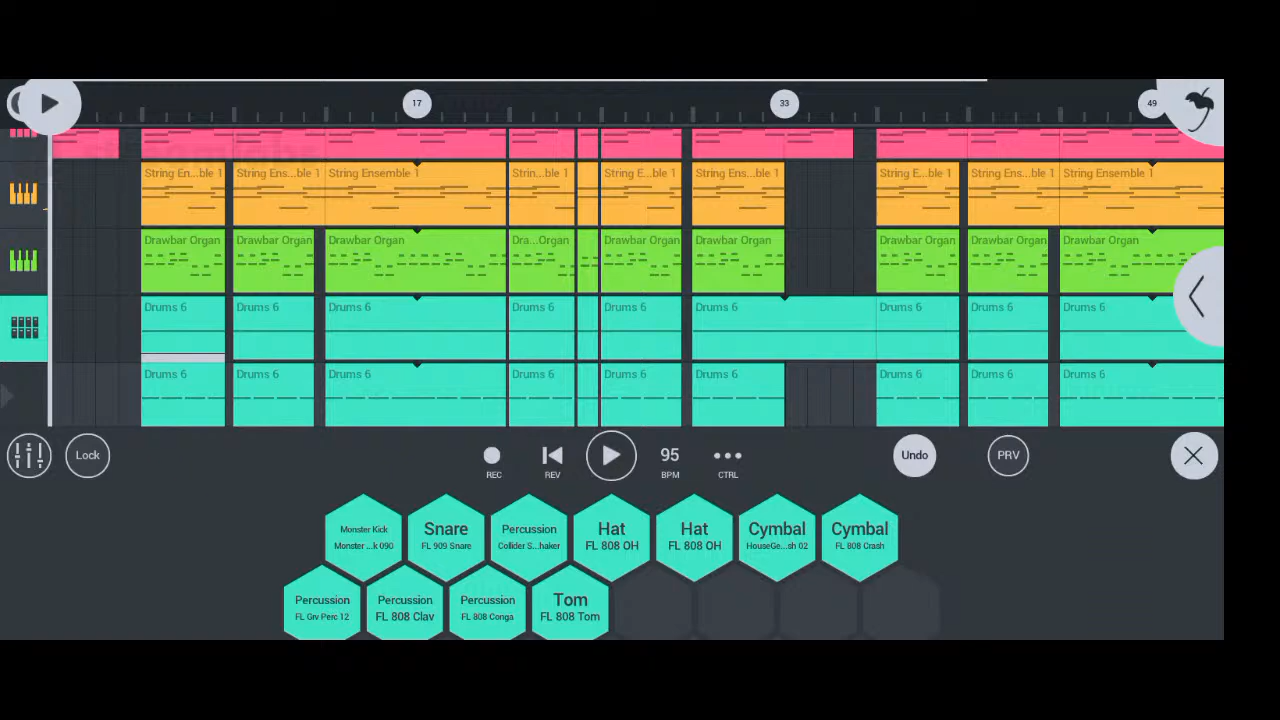 17 33 49
String En...ble 1 String Ens...ble 1 String Ensemble 1 Strin...ble 1 String E...ble 1 String Ens...ble 1 String E...ble 1 String Ens...ble 1 String Ensemble 1
Drawbar Organ Drawbar Organ Drawbar Organ Dra...Organ Drawbar Organ Drawbar Organ Drawbar Organ Drawbar Organ Drawbar Organ
Drums 6 Drums 6 Drums 6 Drums 6 Drums 6 Drums 6 Drums 6 Drums 6
Drums 6 Drums 6 Drums 6 Drums 6 Drums 6 Drums 6 Drums 6 Drums 6 Drums 6
Lock 95 Undo PRV
REC REV BPM CTRL
Monster Kick Snare Percussion Hat Hat Cymbal Cymbal
Monster ...k 090 FL 909 Snare Collider S...haker FL 808 OH FL 808 OH HouseGe...sh 02 FL 808 Crash
Percussion Percussion Percussion Tom
FL Grv Perc 12 FL 808 Clav FL 808 Conga FL 808 Tom